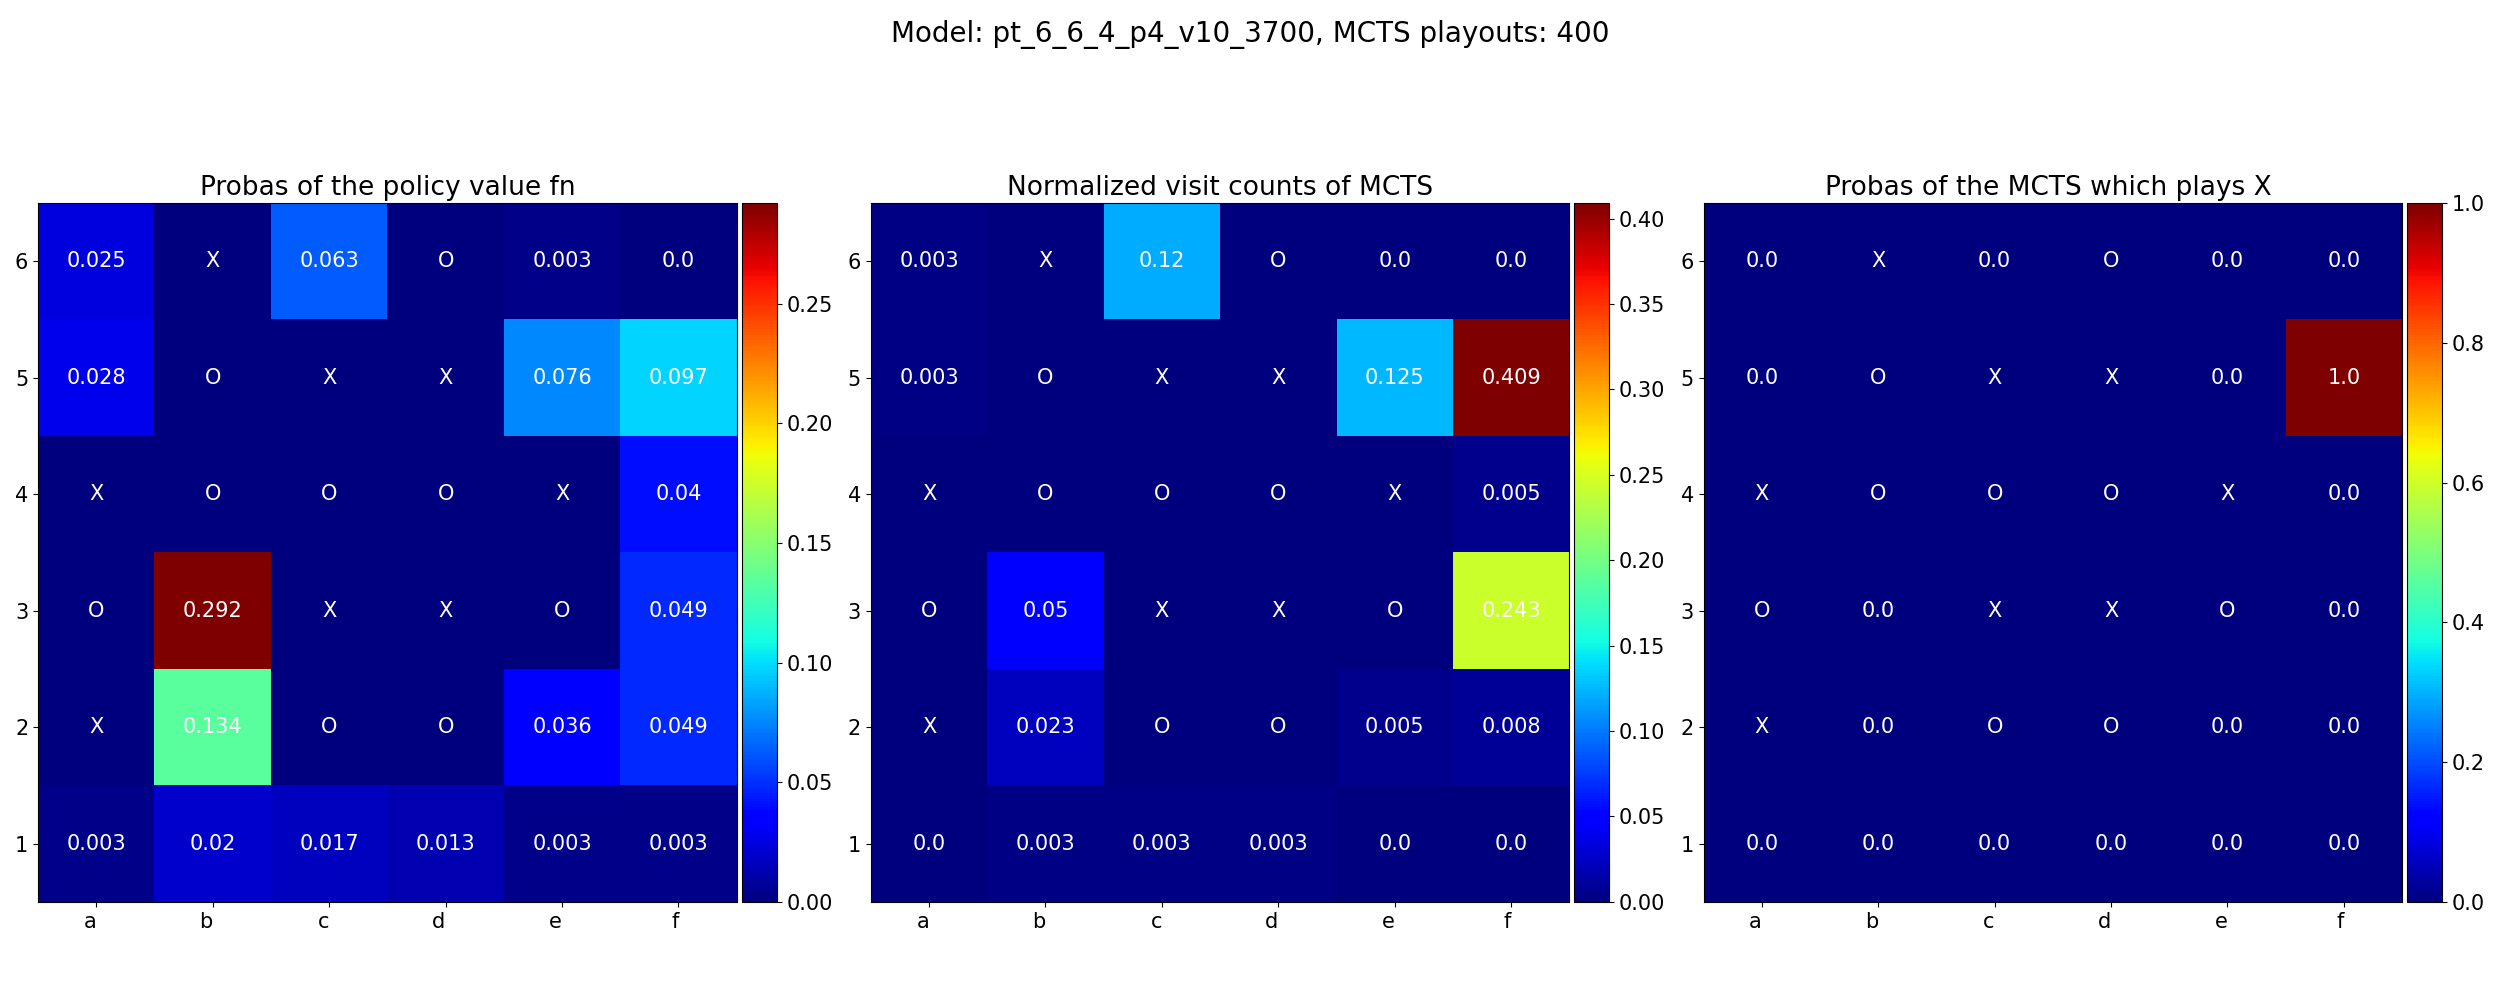 Model: pt_6_6_4_p4_v10_3700, MCTS playouts: 400
Probas of the policy value fn
6 0.025 X 0.063 O 0.003 0.0
5 0.028 O X X 0.076 0.097
4 X O O O X 0.04
3 O 0.292 X X O 0.049
2 X 0.134 O O 0.036 0.049
1 0.003 0.02 0.017 0.013 0.003 0.003
a b c d e f
0.25
0.20
0.15
0.10
0.05
0.00
Normalized visit counts of MCTS
6 0.003 X 0.12 O 0.0 0.0
5 0.003 O X X 0.125 0.409
4 X O O O X 0.005
3 O 0.05 X X O 0.243
2 X 0.023 O O 0.005 0.008
1 0.0 0.003 0.003 0.003 0.0 0.0
a b c d e f
0.40
0.35
0.30
0.25
0.20
0.15
0.10
0.05
0.00
Probas of the MCTS which plays X
6 0.0 X 0.0 O 0.0 0.0
5 0.0 O X X 0.0 1.0
4 X O O O X 0.0
3 O 0.0 X X O 0.0
2 X 0.0 O O 0.0 0.0
1 0.0 0.0 0.0 0.0 0.0 0.0
a b c d e f
1.0
0.8
0.6
0.4
0.2
0.0